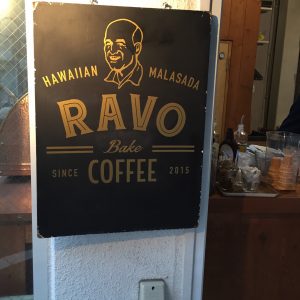 HAWAIIAN MALASADA
RAVO
Bake
SINCE COFFEE 2015